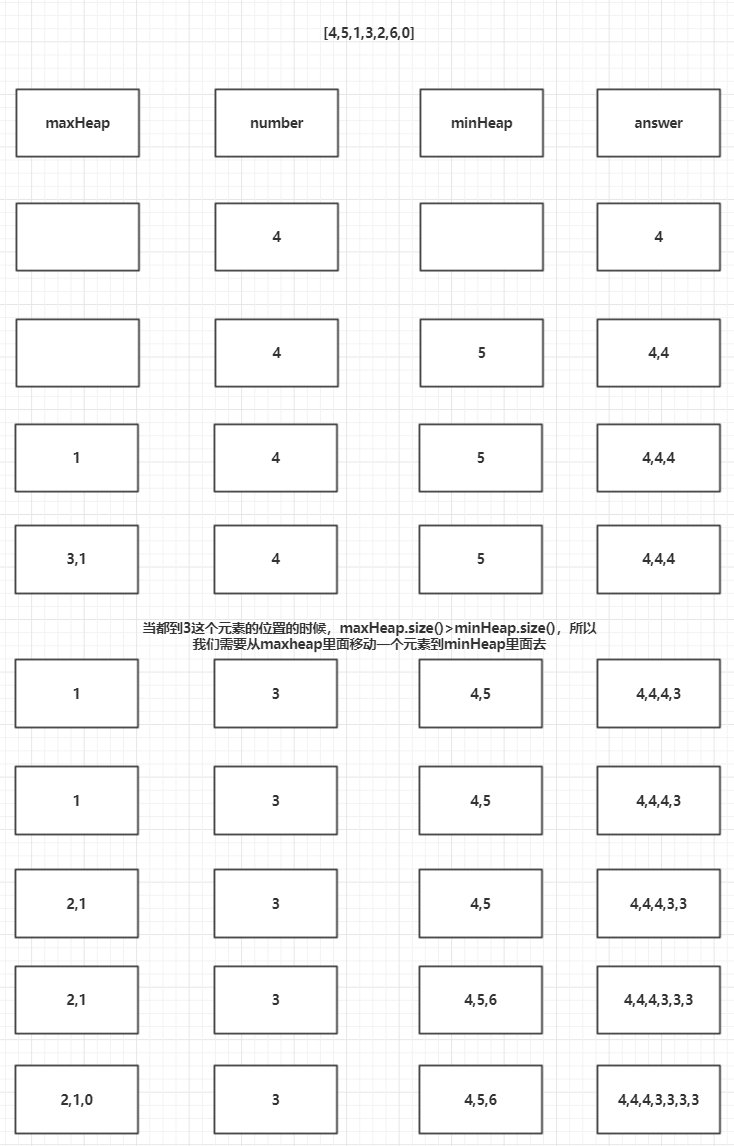 [4,5,1,3,2,6,0]
maxHeap number minHeap answer
4 4
4 5 4,4
1 4 5 4,4,4
3,1 4 5 4,4,4
当都到3这个元素的位置的时候，maxHeap.size()>minHeap.size()，所以
我们需要从maxheap里面移动一个元素到minHeap里面去
1 3 4,5 4,4,4,3
1 3 4,5 4,4,4,3
2,1 3 4,5 4,4,4,3,3
2,1 3 4,5,6 4,4,4,3,3,3
2,1,0 3 4,5,6 4,4,4,3,3,3,3